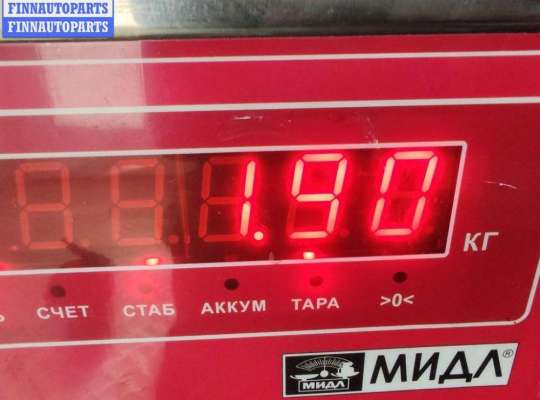 FINNAUTOPARTS
FINNAUTOPARTS
1.90
КГ
Ь СЧЕТ СТАБ АККУМ ТАРА >0<
МИДЛ МИДЛ®